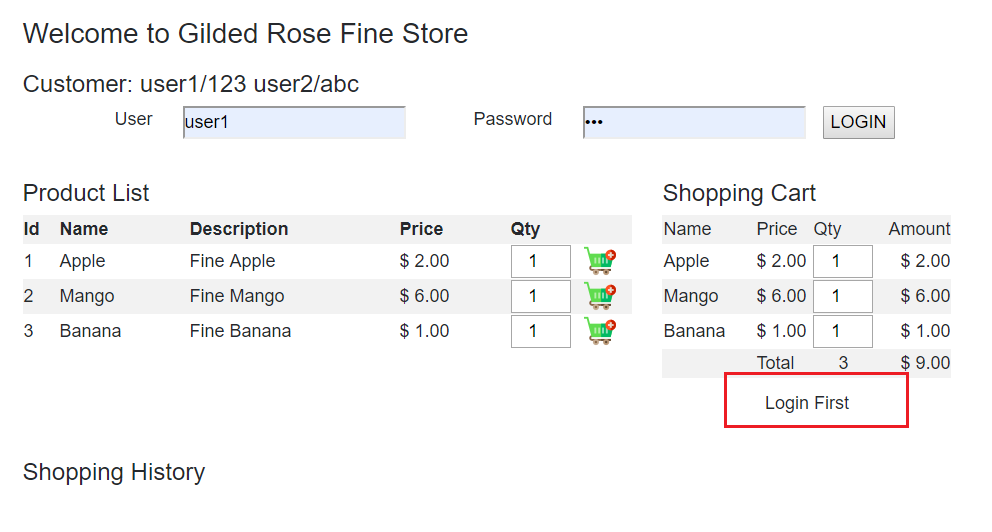 Welcome to Gilded Rose Fine Store
Customer: user1/123 user2/abc
User user1 Password ••• LOGIN
Product List
Id Name Description Price Qty
1 Apple Fine Apple $ 2.00 1
2 Mango Fine Mango $ 6.00 1
3 Banana Fine Banana $ 1.00 1
Shopping Cart
Name Price Qty Amount
Apple $ 2.00 1 $ 2.00
Mango $ 6.00 1 $ 6.00
Banana $ 1.00 1 $ 1.00
Total 3 $ 9.00
Login First
Shopping History